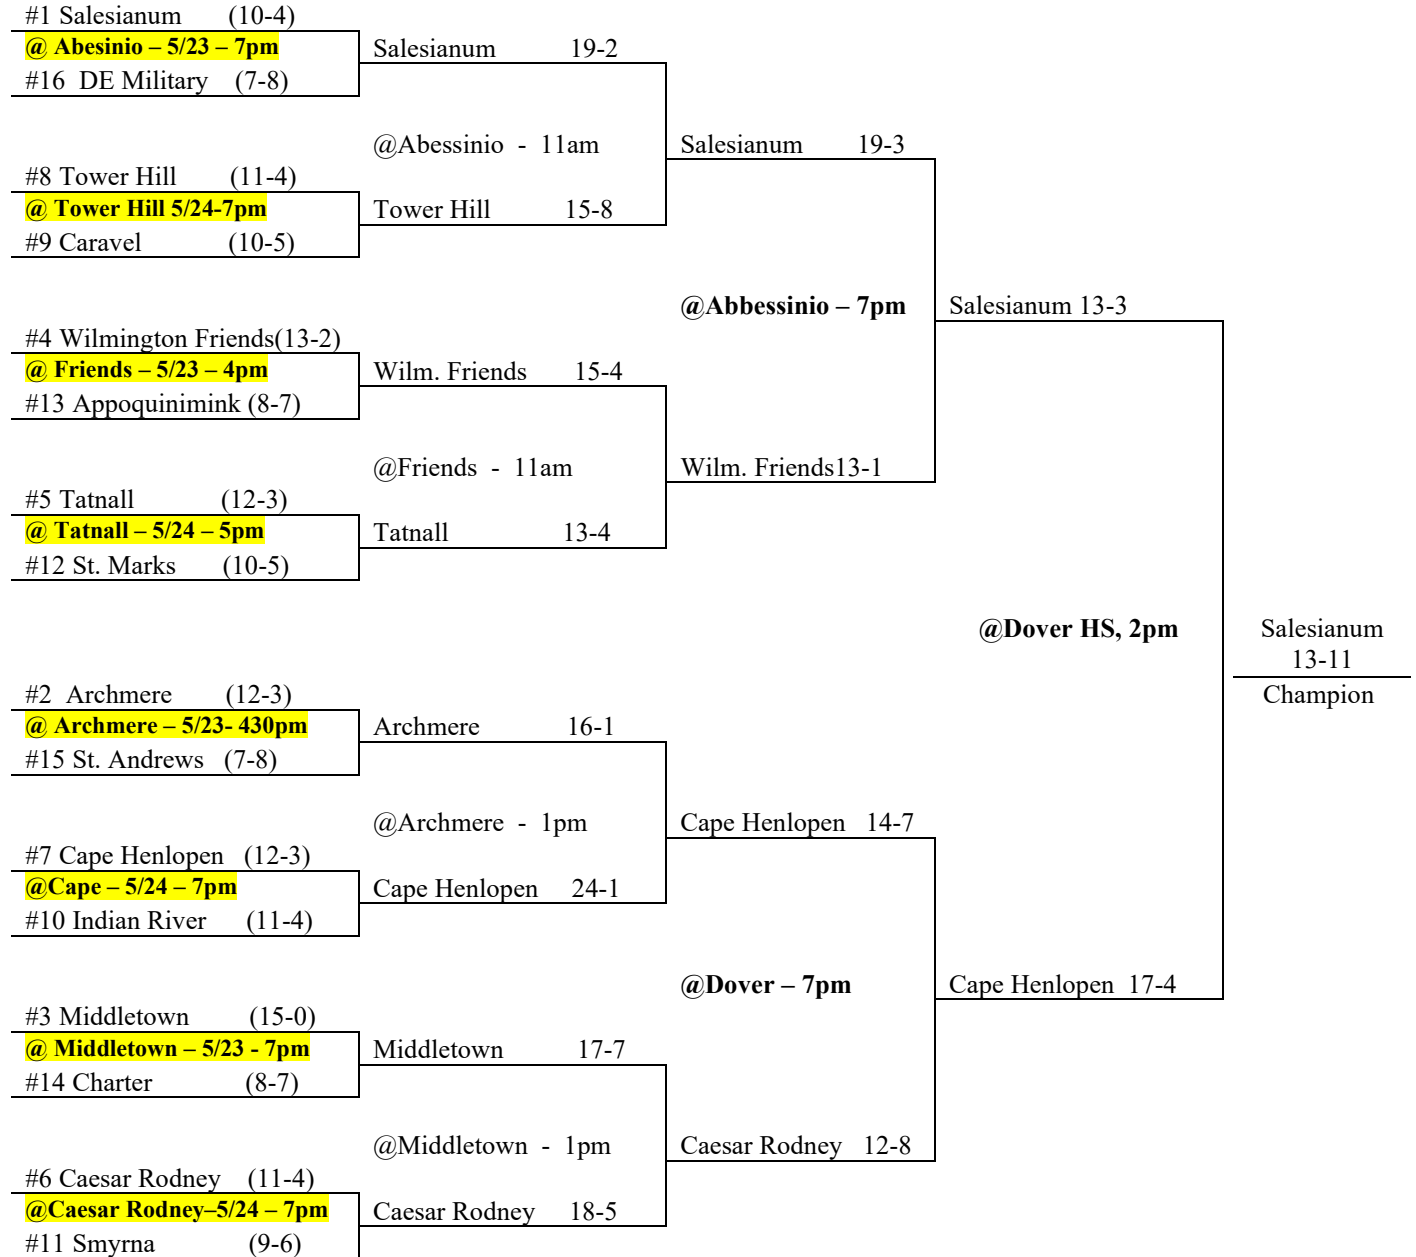 #1 Salesianum (10-4)
@ Abesinio – 5/23 – 7pm
#16 DE Military (7-8)
Salesianum 19-2
@Abessinio - 11am
Salesianum 19-3
#8 Tower Hill (11-4)
@ Tower Hill 5/24-7pm
#9 Caravel (10-5)
Tower Hill 15-8
@Abbessinio – 7pm
Salesianum 13-3
#4 Wilmington Friends(13-2)
@ Friends – 5/23 – 4pm
#13 Appoquinimink (8-7)
Wilm. Friends 15-4
@Friends - 11am
Wilm. Friends13-1
#5 Tatnall (12-3)
@ Tatnall – 5/24 – 5pm
#12 St. Marks (10-5)
Tatnall 13-4
@Dover HS, 2pm
Salesianum
13-11
Champion
#2 Archmere (12-3)
@ Archmere – 5/23- 430pm
#15 St. Andrews (7-8)
Archmere 16-1
@Archmere - 1pm
Cape Henlopen 14-7
#7 Cape Henlopen (12-3)
@Cape – 5/24 – 7pm
#10 Indian River (11-4)
Cape Henlopen 24-1
@Dover – 7pm
Cape Henlopen 17-4
#3 Middletown (15-0)
@ Middletown – 5/23 - 7pm
#14 Charter (8-7)
Middletown 17-7
@Middletown - 1pm
Caesar Rodney 12-8
#6 Caesar Rodney (11-4)
@Caesar Rodney–5/24 – 7pm
#11 Smyrna (9-6)
Caesar Rodney 18-5